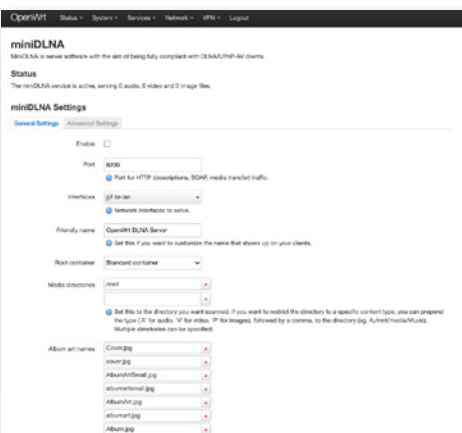 OpenWrt Status System Services Network VPN Logout
miniDLNA
MiniDLNA is server software with the aim of being fully compliant with DLNA/UPnP-AV clients.
Status
The miniDLNA service is active, serving 0 audio, 0 video and 0 image files.
miniDLNA Settings
General Settings Advanced Settings
Enable
Port 8200
Port for HTTP (descriptions, SOAP, media transfer) traffic.
Interfaces br-lan
Network interfaces to serve.
Friendly name OpenWrt DLNA Server
Set this if you want to customize the name that shows up on your clients.
Root container Standard container
Media directories /mnt
Set this to the directory you want scanned. If you want to restrict the directory to a specific content type, you can prepend
the type ('A' for audio, 'V' for video, 'P' for images), followed by a comma, to the directory (eg. A,/mnt/media/Music).
Multiple directories can be specified.
Album art names Cover.jpg
cover.jpg
AlbumArtSmall.jpg
albumartsmall.jpg
AlbumArt.jpg
albumart.jpg
Album.jpg